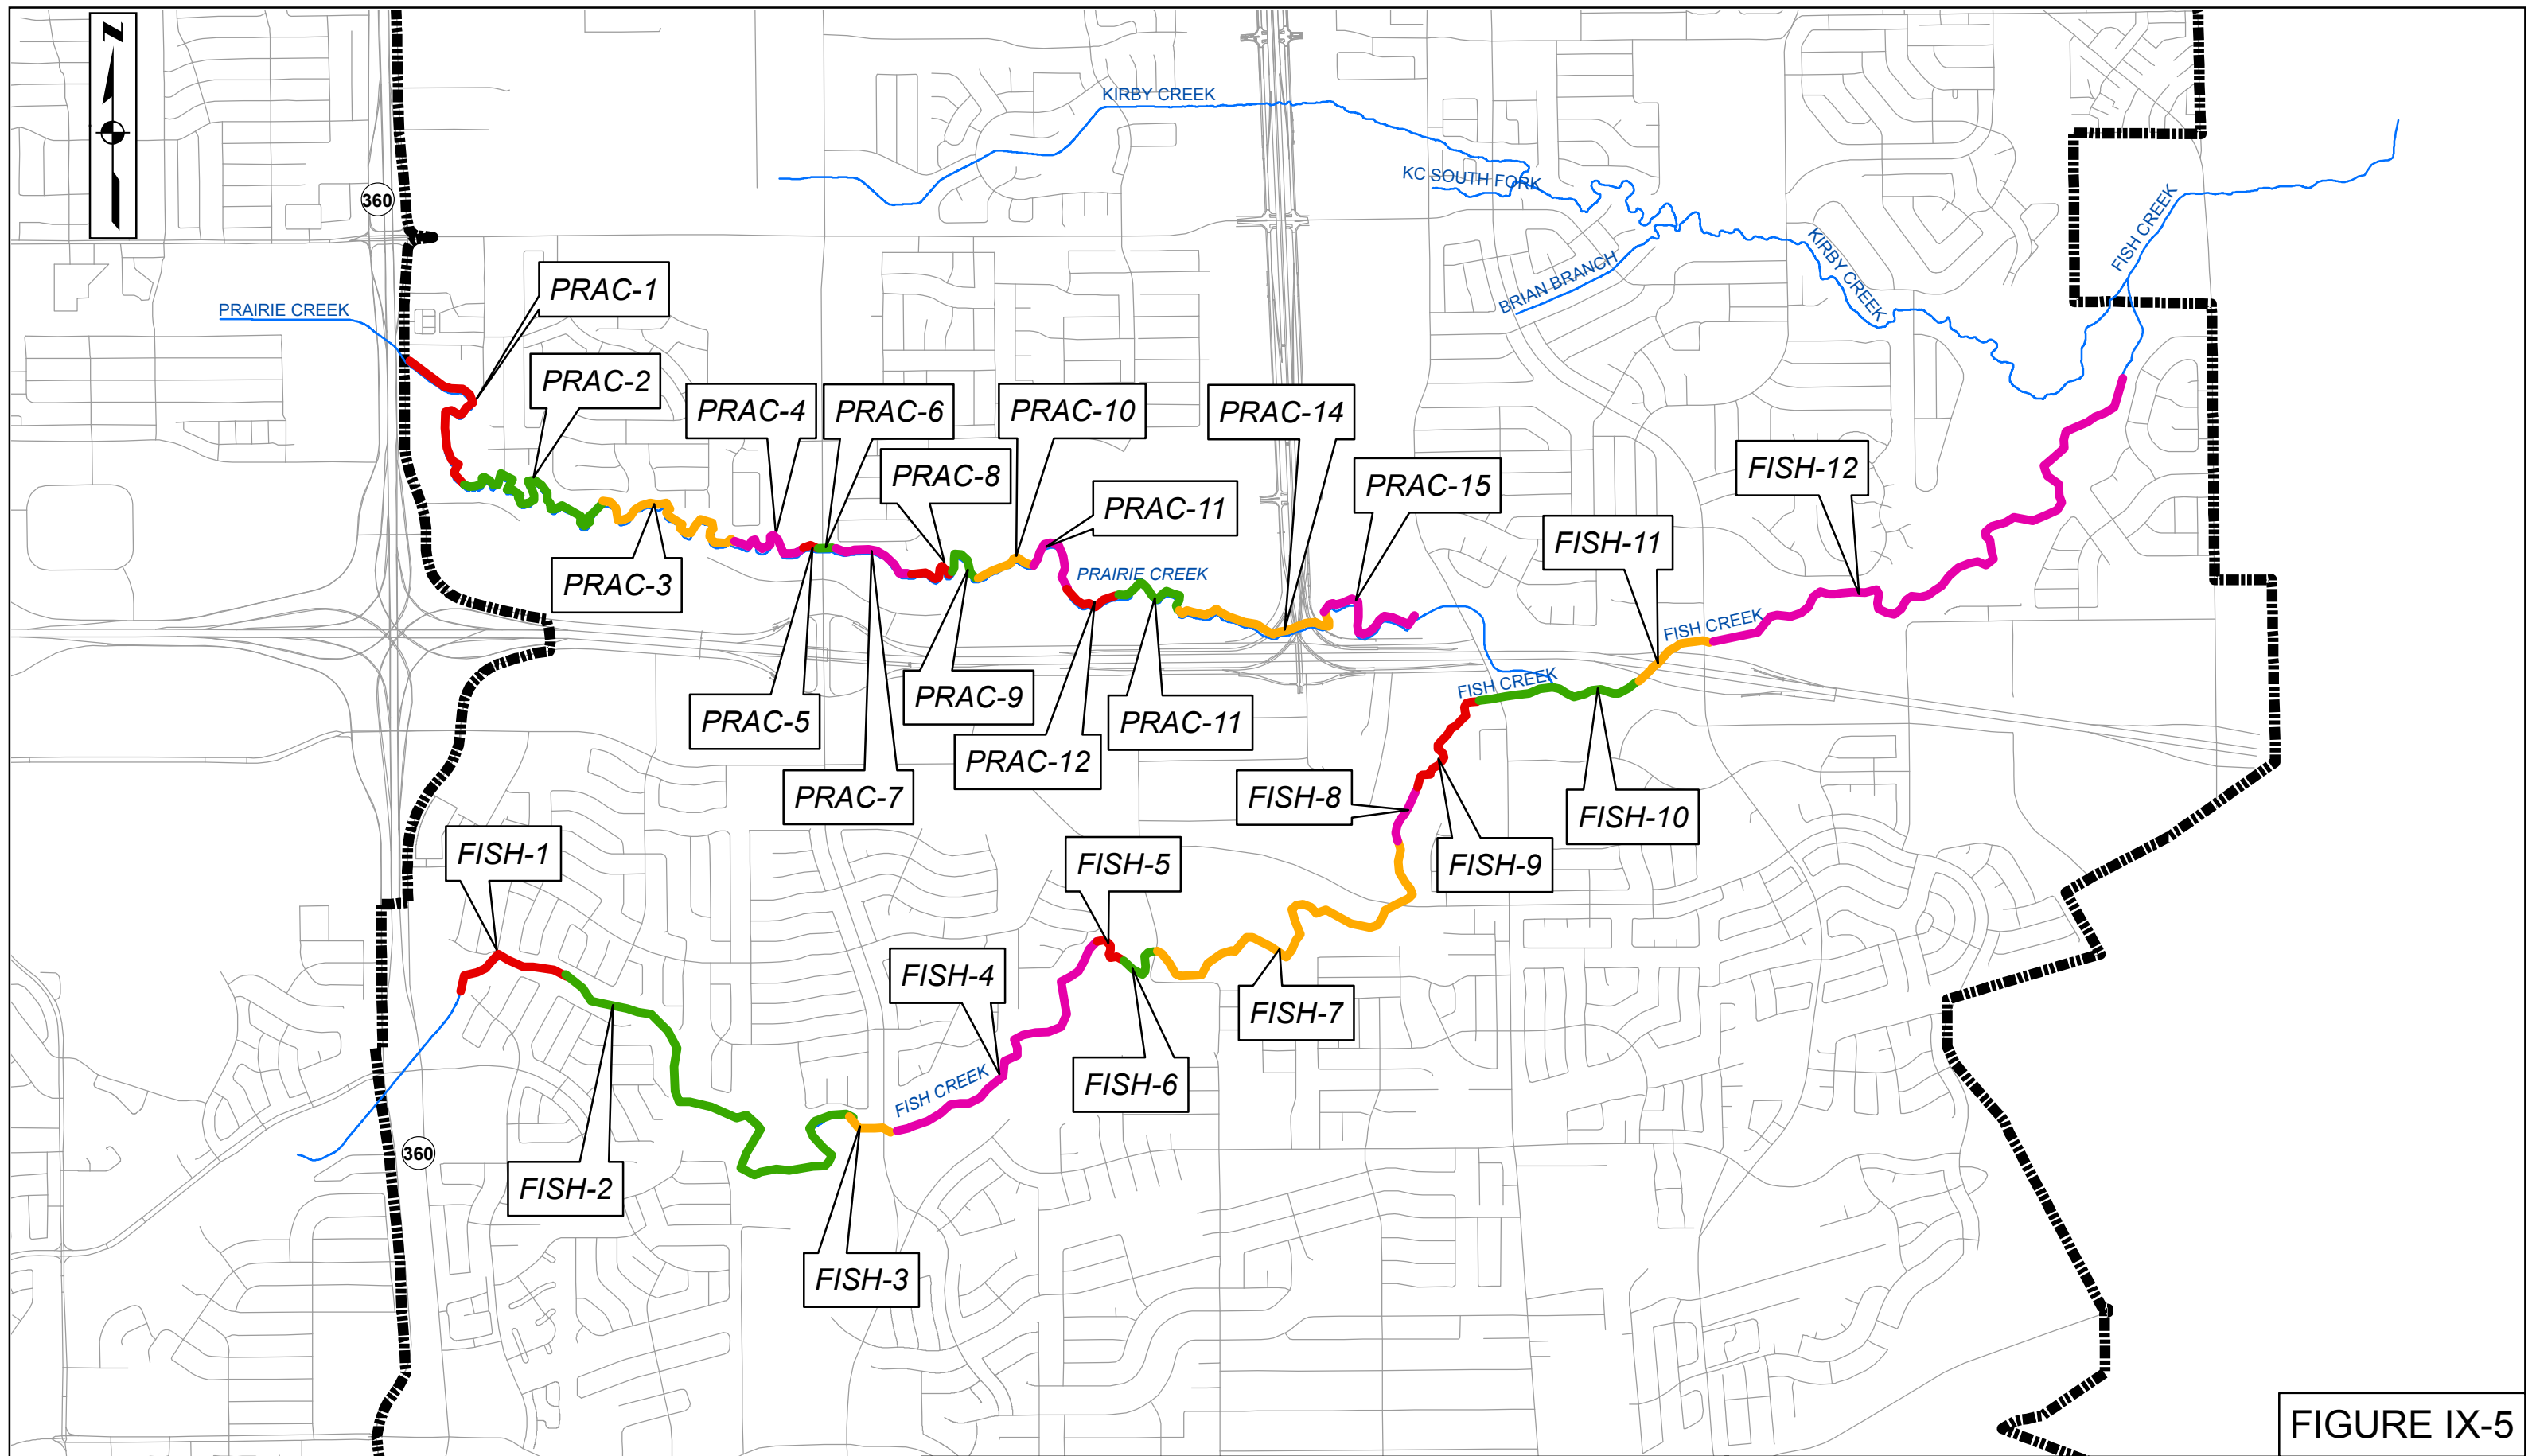 N
KIRBY CREEK
KC SOUTH FORK
360
FISH CREEK
KIRBY CREEK
BRIAN BRANCH
PRAIRIE CREEK
PRAC-1
PRAC-2
PRAC-4
PRAC-6
PRAC-10
PRAC-14
PRAC-8
PRAC-11
PRAC-15
FISH-12
FISH-11
PRAC-3
PRAIRIE CREEK
FISH CREEK
FISH CREEK
PRAC-5
PRAC-9
PRAC-11
PRAC-12
PRAC-7
FISH-8
FISH-10
FISH-1
FISH-5
FISH-9
FISH-4
FISH-7
FISH CREEK
FISH-6
360
FISH-2
FISH-3
FIGURE IX-5